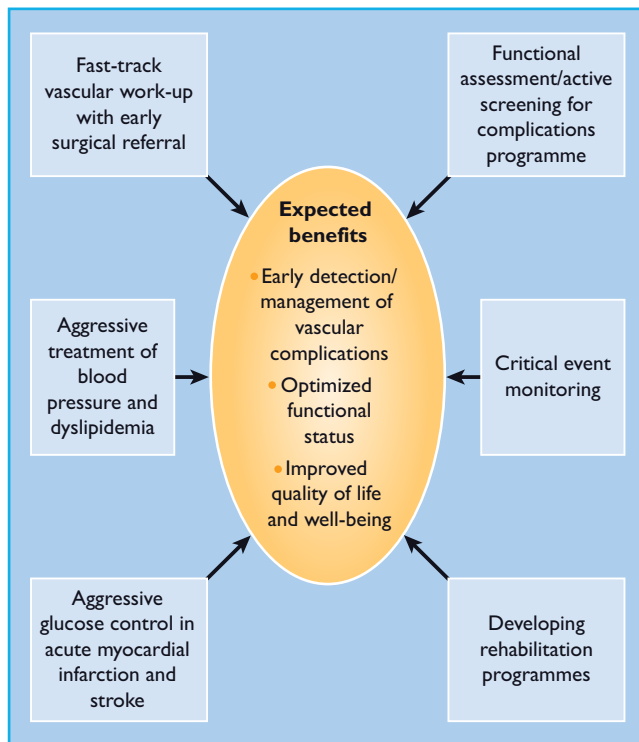 Fast-track
vascular work-up
with early
surgical referral
Functional
assessment/active
screening for
complications
programme
Expected
benefits
• Early detection/
management of
vascular
complications
• Optimized
functional
status
• Improved
quality of life
and well-being
Aggressive
treatment of
blood
pressure and
dyslipidemia
Critical event
monitoring
Aggressive
glucose control in
acute myocardial
infarction and
stroke
Developing
rehabilitation
programmes